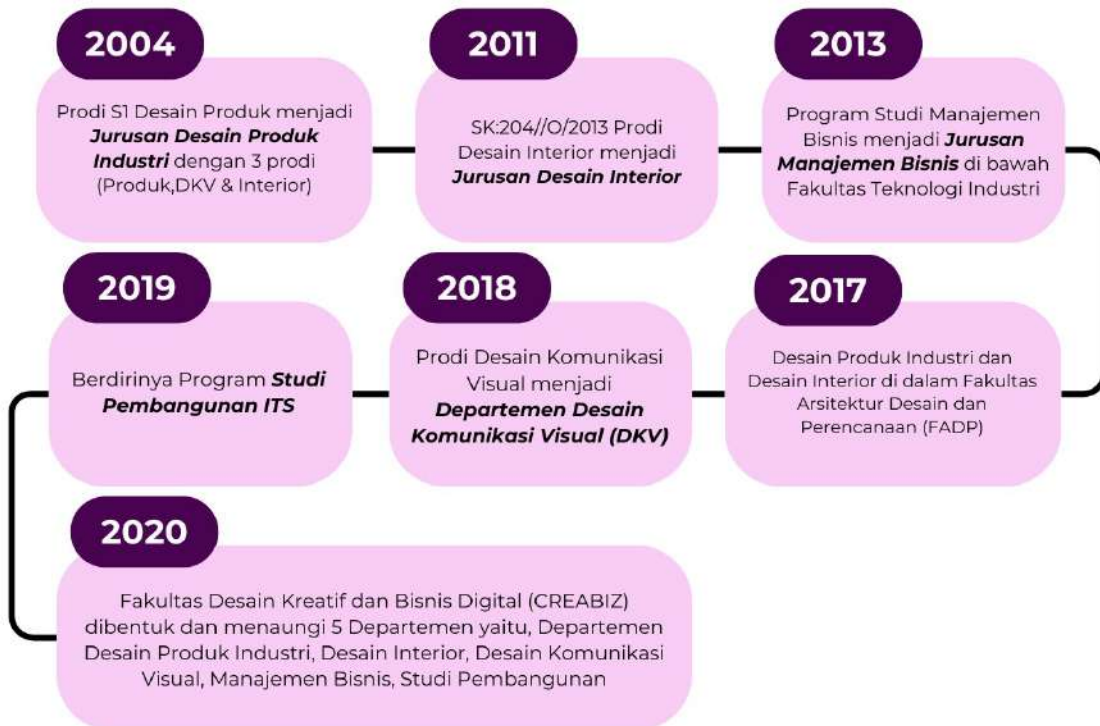 2004
Prodi S1 Desain Produk menjadi
Jurusan Desain Produk
Industri dengan 3 prodi
(Produk,DKV & Interior)
2011
SK:204//O/2013 Prodi
Desain Interior menjadi
Jurusan Desain Interior
2013
Program Studi Manajemen
Bisnis menjadi Jurusan
Manajemen Bisnis di bawah
Fakultas Teknologi Industri
2017
Desain Produk Industri dan
Desain Interior di dalam Fakultas
Arsitektur Desain dan
Perencanaan (FADP)
2018
Prodi Desain Komunikasi
Visual menjadi
Departemen Desain
Komunikasi Visual (DKV)
2019
Berdirinya Program Studi
Pembangunan ITS
2020
Fakultas Desain Kreatif dan Bisnis Digital (CREABIZ)
dibentuk dan menaungi 5 Departemen yaitu, Departemen
Desain Produk Industri, Desain Interior, Desain Komunikasi
Visual, Manajemen Bisnis, Studi Pembangunan